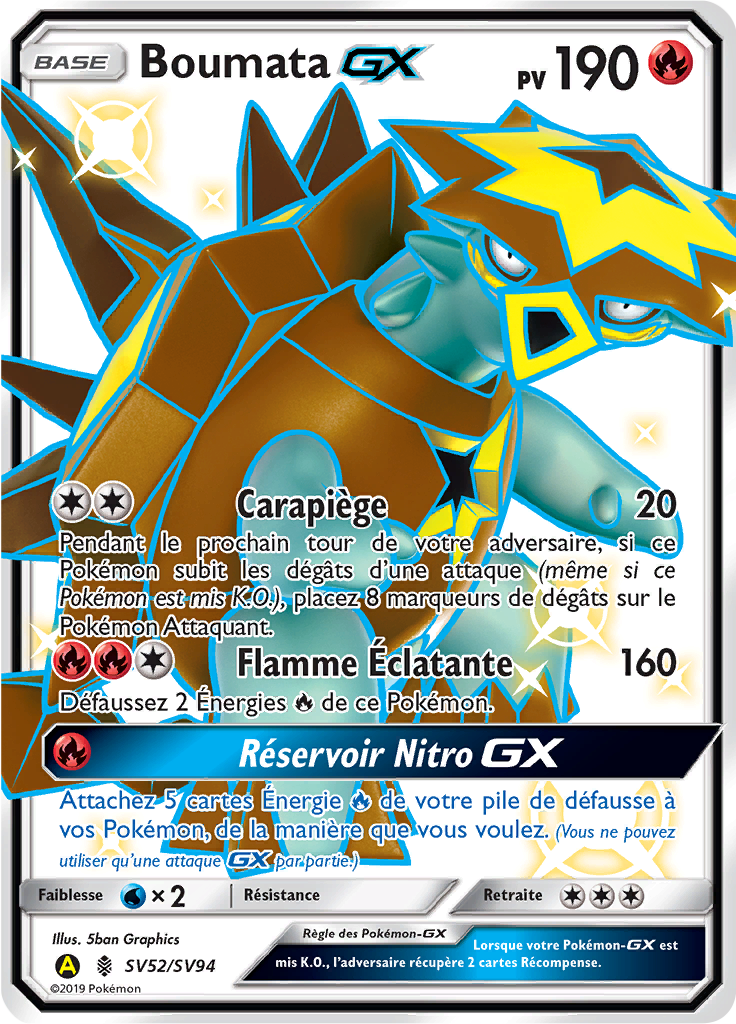 BASE Boumata GX PV 190
Carapiège 20
Pendant le prochain tour de votre adversaire, si ce
Pokémon subit les dégâts d'une attaque (même si ce
Pokémon est mis K.O.), placez 8 marqueurs de dégâts sur le
Pokémon Attaquant.
Flamme Éclatante 160
Défaussez 2 Énergies de ce Pokémon.
Réservoir Nitro GX
Attachez 5 cartes Énergie de votre pile de défausse à
vos Pokémon, de la manière que vous voulez. (Vous ne pouvez
utiliser qu'une attaque GX par partie.)
Faiblesse ×2 Résistance Retraite
Illus. 5ban Graphics
Règle des Pokémon-GX
Lorsque votre Pokémon-GX est
mis K.O., l'adversaire récupère 2 cartes Récompense.
A SV52/SV94
©2019 Pokémon